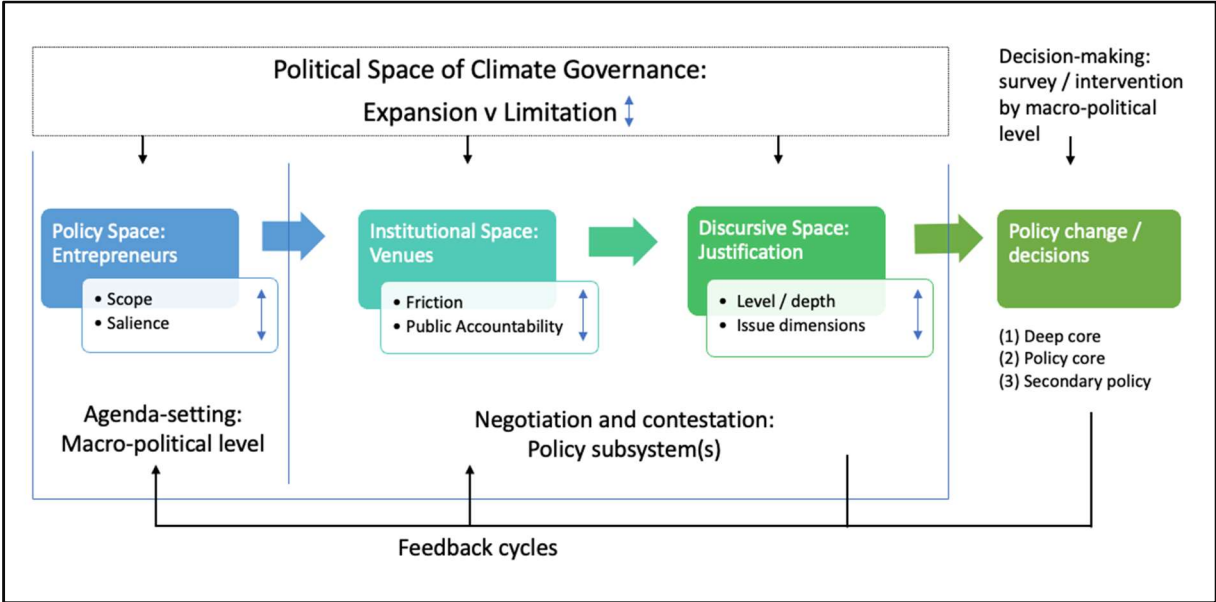 Political Space of Climate Governance:
Expansion v Limitation
Decision-making:
survey / intervention
by macro-political
level
Policy Space:
Entrepreneurs
• Scope
• Salience
Institutional Space:
Venues
• Friction
• Public Accountability
Discursive Space:
Justification
• Level / depth
• Issue dimensions
Policy change /
decisions
(1) Deep core
(2) Policy core
(3) Secondary policy
Agenda-setting:
Macro-political level
Negotiation and contestation:
Policy subsystem(s)
Feedback cycles